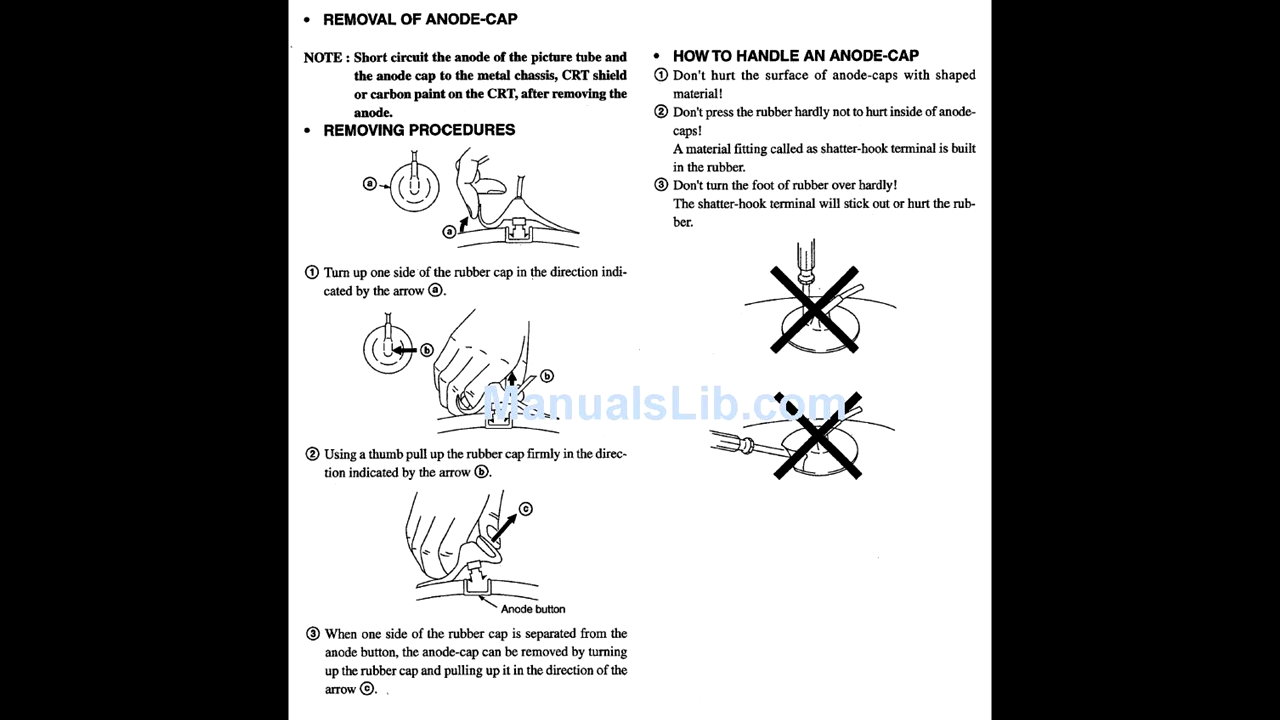 • REMOVAL OF ANODE-CAP
NOTE : Short circuit the anode of the picture tube and
the anode cap to the metal chassis, CRT shield
or carbon paint on the CRT, after removing the
anode.
• REMOVING PROCEDURES
ⓐ
ⓐ
① Turn up one side of the rubber cap in the direction indi-
cated by the arrow ⓐ.
ⓑ
ⓑ
② Using a thumb pull up the rubber cap firmly in the direc-
tion indicated by the arrow ⓑ.
ⓒ
Anode button
③ When one side of the rubber cap is separated from the
anode button, the anode-cap can be removed by turning
up the rubber cap and pulling up it in the direction of the
arrow ⓒ.
• HOW TO HANDLE AN ANODE-CAP
① Don't hurt the surface of anode-caps with shaped
material!
② Don't press the rubber hardly not to hurt inside of anode-
caps!
A material fitting called as shatter-hook terminal is built
in the rubber.
③ Don't turn the foot of rubber over hardly!
The shatter-hook terminal will stick out or hurt the rub-
ber.
ManualsLib.com